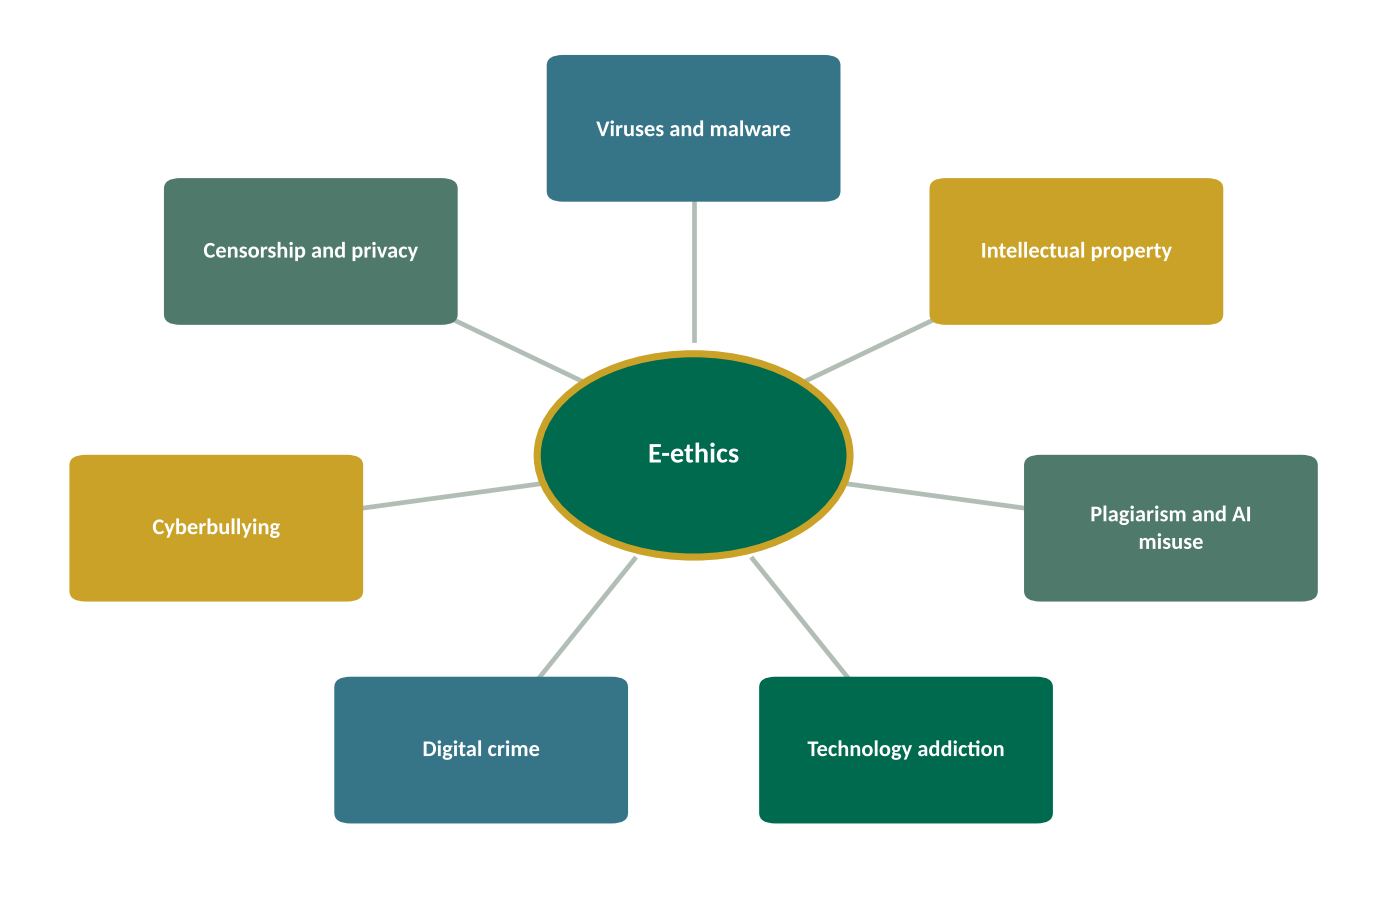 Viruses and malware
Censorship and privacy
Intellectual property
E-ethics
Cyberbullying
Plagiarism and AI
misuse
Digital crime
Technology addiction